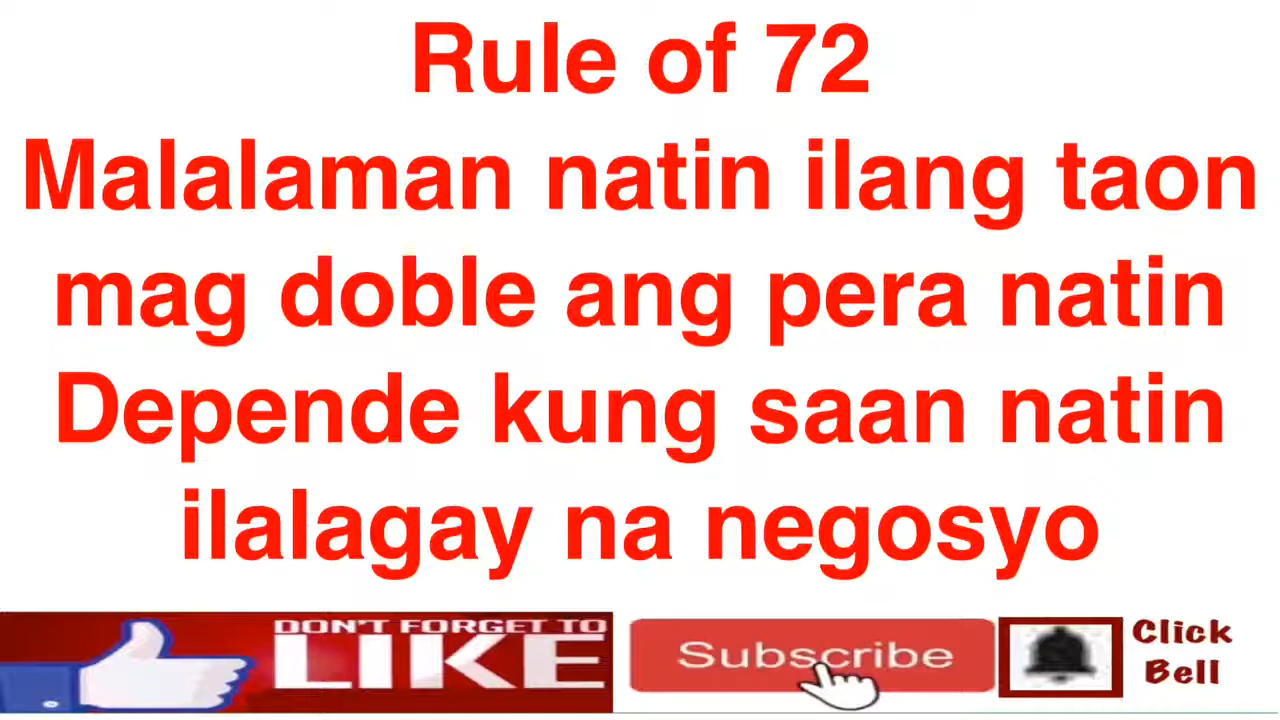 Rule of 72
Malalaman natin ilang taon
mag doble ang pera natin
Depende kung saan natin
ilalagay na negosyo
DON'T FORGET TO
LIKE
Subscribe
Click
Bell